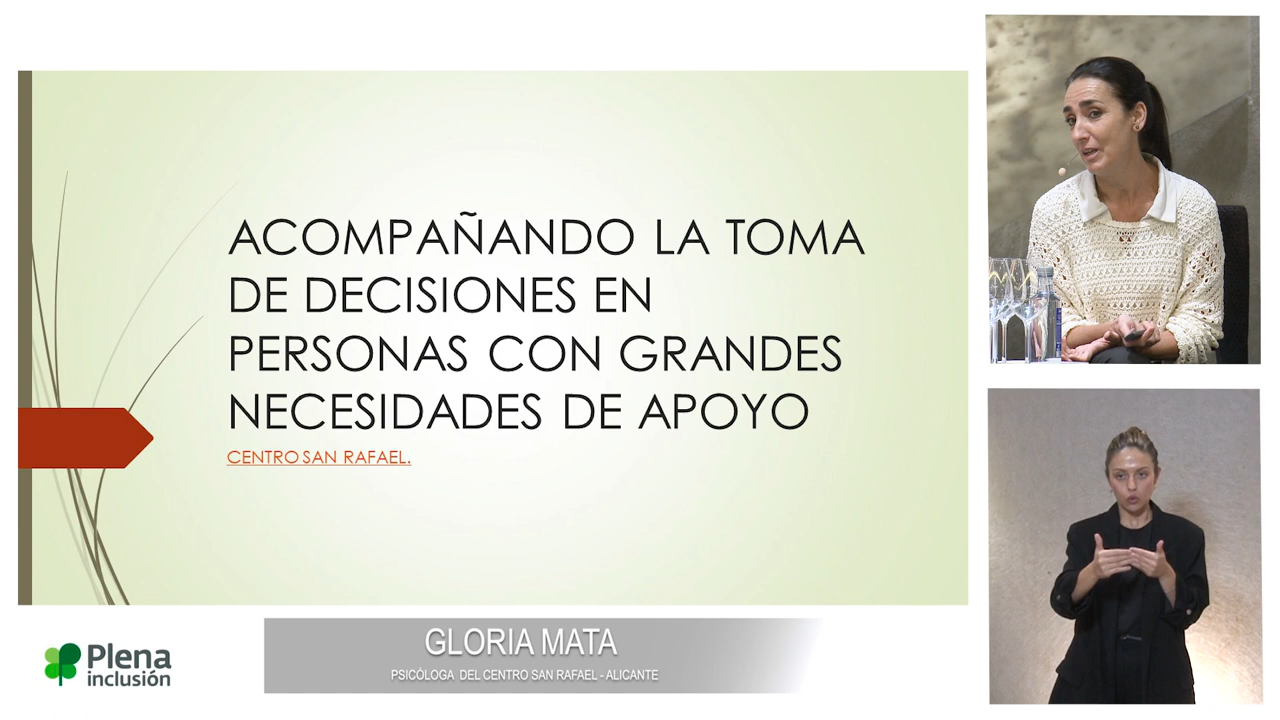 ACOMPAÑANDO LA TOMA
DE DECISIONES EN
PERSONAS CON GRANDES
NECESIDADES DE APOYO
CENTRO SAN RAFAEL.
Plena
inclusión
GLORIA MATA
PSICÓLOGA DEL CENTRO SAN RAFAEL - ALICANTE